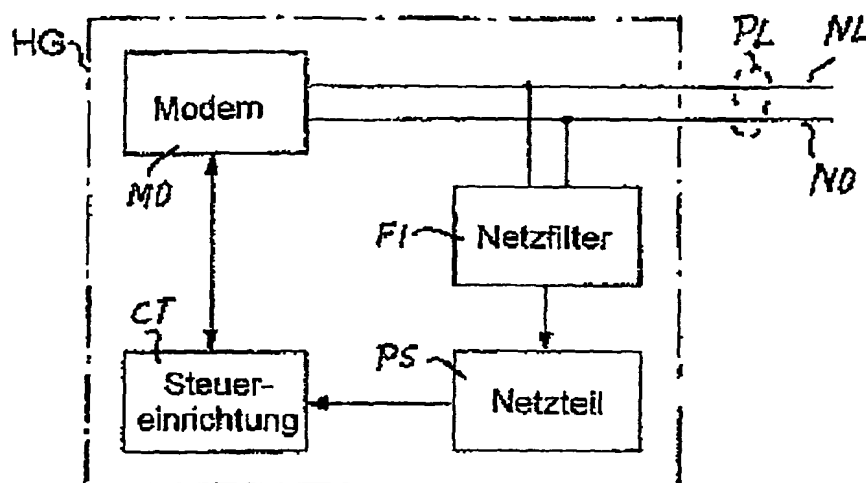 HG
PL
NL
Modem
MD
NO
FI
Netzfilter
CT
PS
Steuer-
einrichtung
Netzteil